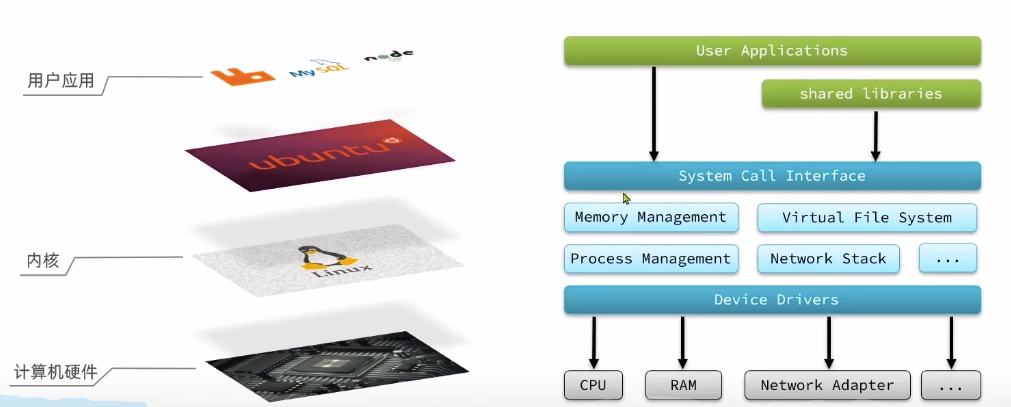 用户应用
MySQL
node
ubuntu
内核
Linux
计算机硬件
User Applications
shared libraries
System Call Interface
Memory Management
Virtual File System
Process Management
Network Stack
...
Device Drivers
CPU
RAM
Network Adapter
...